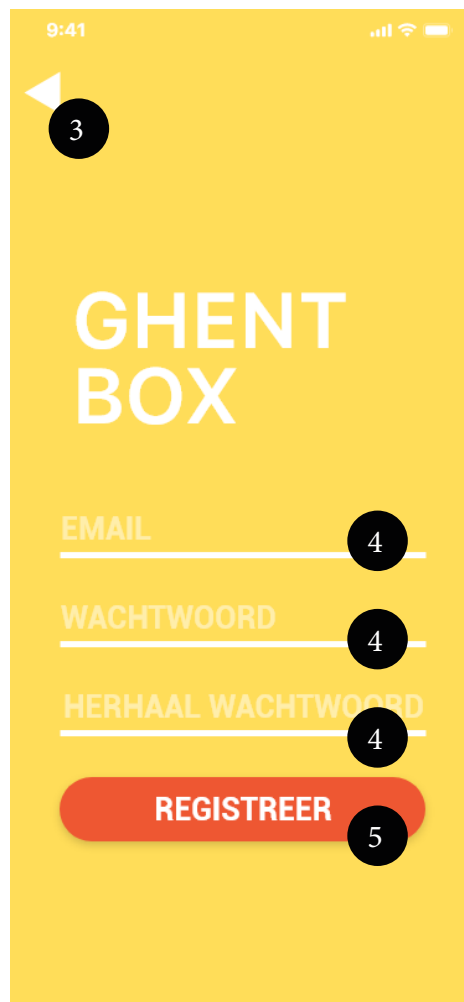 9:41
3
GHENT
BOX
EMAIL
4
WACHTWOORD
4
HERHAAL WACHTWOORD
4
REGISTREER
5